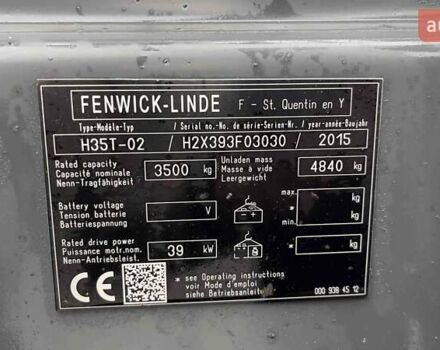 au
FENWICK-LINDE F - St. Quentin en Y
Type-Modèle-Typ / Serial no.-No. de série-Serien-Nr. / year-année-Baujahr
H35T-02 / H2X393F03030 / 2015
Rated capacity
Capacité nominale
Nenn-Tragfähigkeit
3500 kg
Unladen mass
Masse à vide
Leergewicht
4840 kg
Battery voltage
Tension batterie
Batteriespannung
V
- +
max. kg
*
min. kg
Rated drive power
Puissance motr.nom.
Nenn-Antriebsleist.
39 kW
* kg
CE
* see Operating instructions
voir Mode d'emploi
siehe Betriebsanleitung
000 938 45 12